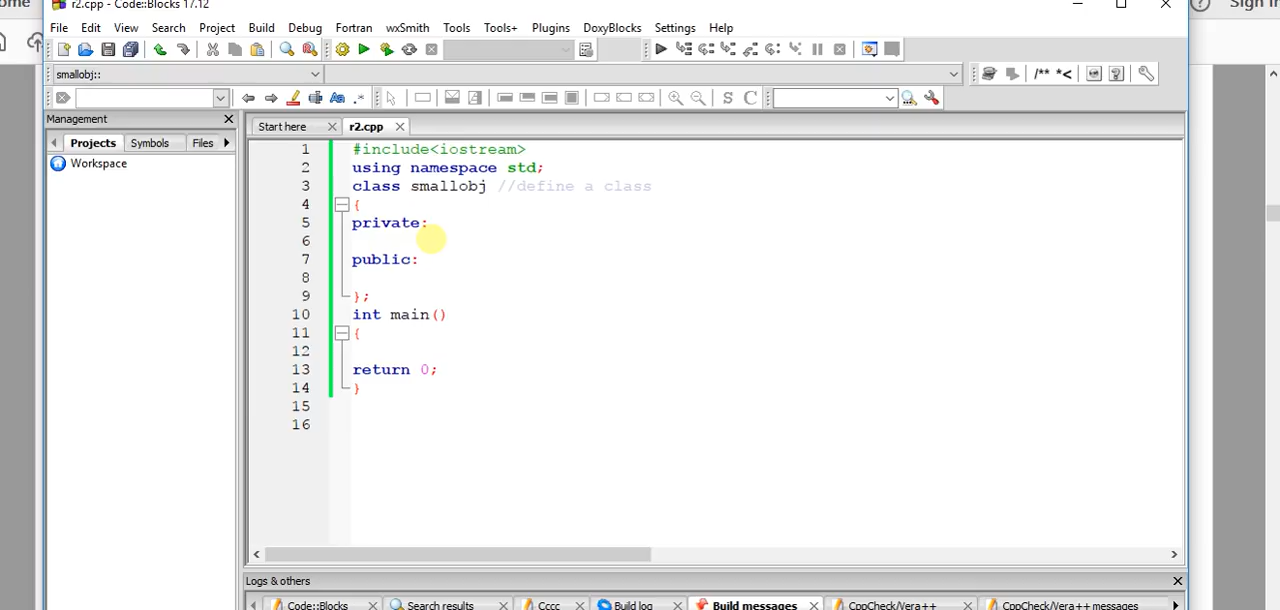 ome
r2.cpp - Code::Blocks 17.12
Sign in
File Edit View Search Project Build Debug Fortran wxSmith Tools Tools+ Plugins DoxyBlocks Settings Help
smallobj::
/** *<
Aa .*
S C
Management
Start here
r2.cpp
Projects Symbols Files
Workspace
1 #include<iostream>
2 using namespace std;
3 class smallobj //define a class
4 {
5 private:
6
7 public:
8
9 };
10 int main()
11 {
12
13 return 0;
14 }
15
16
Logs & others
Code::Blocks Search results Cccc Build log Build messages CppCheck/Vera++ CppCheck/Vera++ messages